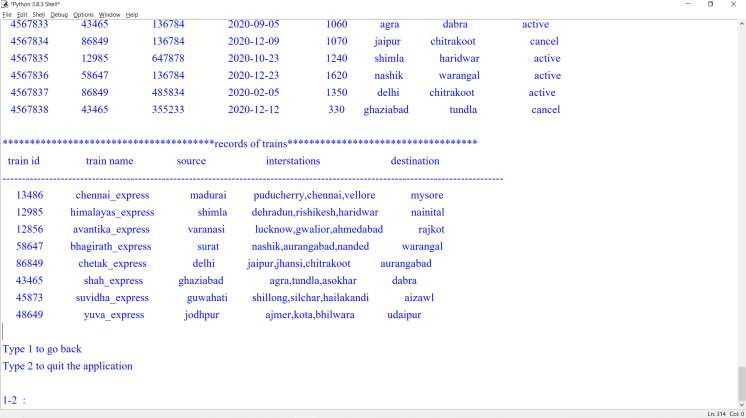 *Python 3.8.3 Shell*
File Edit Shell Debug Options Window Help
4567833 43465 136784 2020-09-05 1060 agra dabra active
4567834 86849 136784 2020-12-09 1070 jaipur chitrakoot cancel
4567835 12985 647878 2020-10-23 1240 shimla haridwar active
4567836 58647 136784 2020-12-23 1620 nashik warangal active
4567837 86849 485834 2020-02-05 1350 delhi chitrakoot active
4567838 43465 355233 2020-12-12 330 ghaziabad tundla cancel
***************************************records of trains***********************************
train id train name source interstations destination
----------------------------------------------------------------------------------------------------------------------------
13486 chennai_express madurai puducherry,chennai,vellore mysore
12985 himalayas_express shimla dehradun,rishikesh,haridwar nainital
12856 avantika_express varanasi lucknow,gwalior,ahmedabad rajkot
58647 bhagirath_express surat nashik,aurangabad,nanded warangal
86849 chetak_express delhi jaipur,jhansi,chitrakoot aurangabad
43465 shah_express ghaziabad agra,tundla,asokhar dabra
45873 suvidha_express guwahati shillong,silchar,hailakandi aizawl
48649 yuva_express jodhpur ajmer,kota,bhilwara udaipur
Type 1 to go back
Type 2 to quit the application
1-2 :
Ln: 314 Col: 0